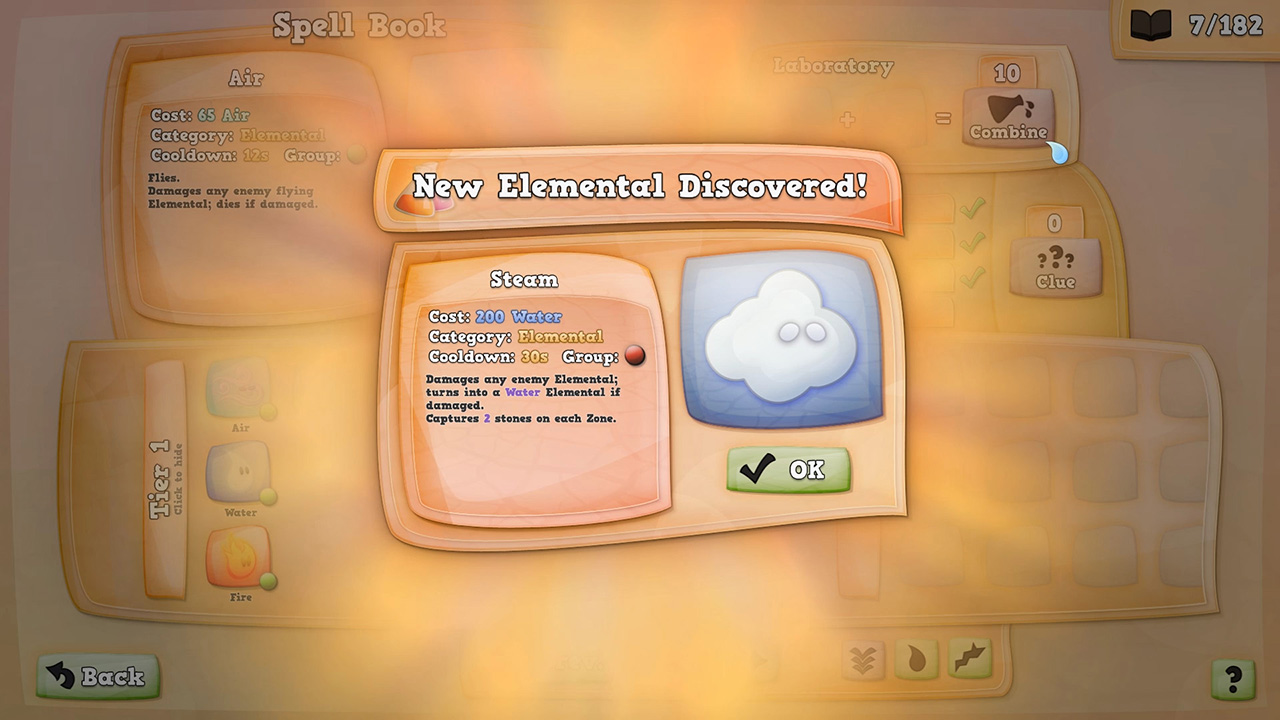 Spell Book
7/182
Air
Cost: 65 Air
Category: Elemental
Cooldown: 12s Group:
Flies.
Damages any enemy flying
Elemental; dies if damaged.
Laboratory
+
=
10
Combine
New Elemental Discovered!
0
???
Clue
Steam
Cost: 200 Water
Category: Elemental
Cooldown: 30s Group:
Damages any enemy Elemental;
turns into a Water Elemental if
damaged.
Captures 2 stones on each Zone.
OK
Tier 1
Click to hide
Air
Water
Fire
Back
?